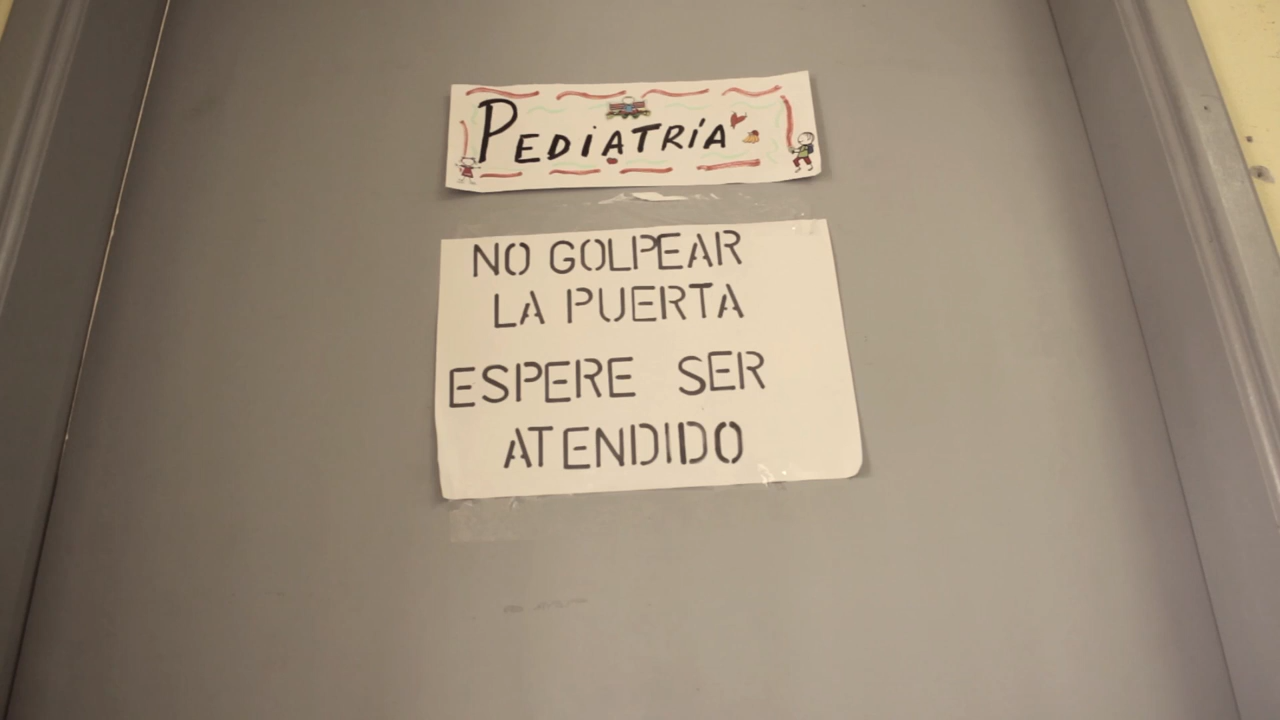 PEDIATRÍA
NO GOLPEAR
LA PUERTA
ESPERE SER
ATENDIDO